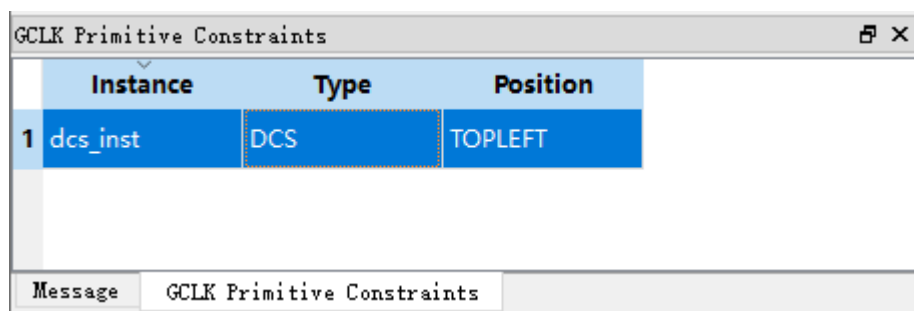 GCLK Primitive Constraints
Instance Type Position
1 dcs_inst DCS TOPLEFT
Message GCLK Primitive Constraints